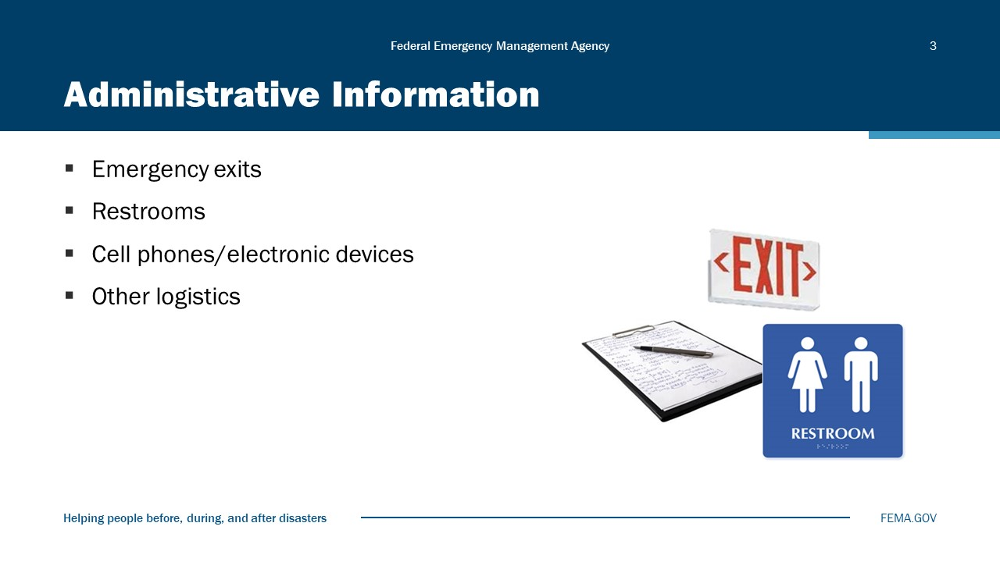 Federal Emergency Management Agency
3
Administrative Information
▪ Emergency exits
▪ Restrooms
▪ Cell phones/electronic devices
▪ Other logistics
<EXIT>
RESTROOM
Helping people before, during, and after disasters
FEMA.GOV